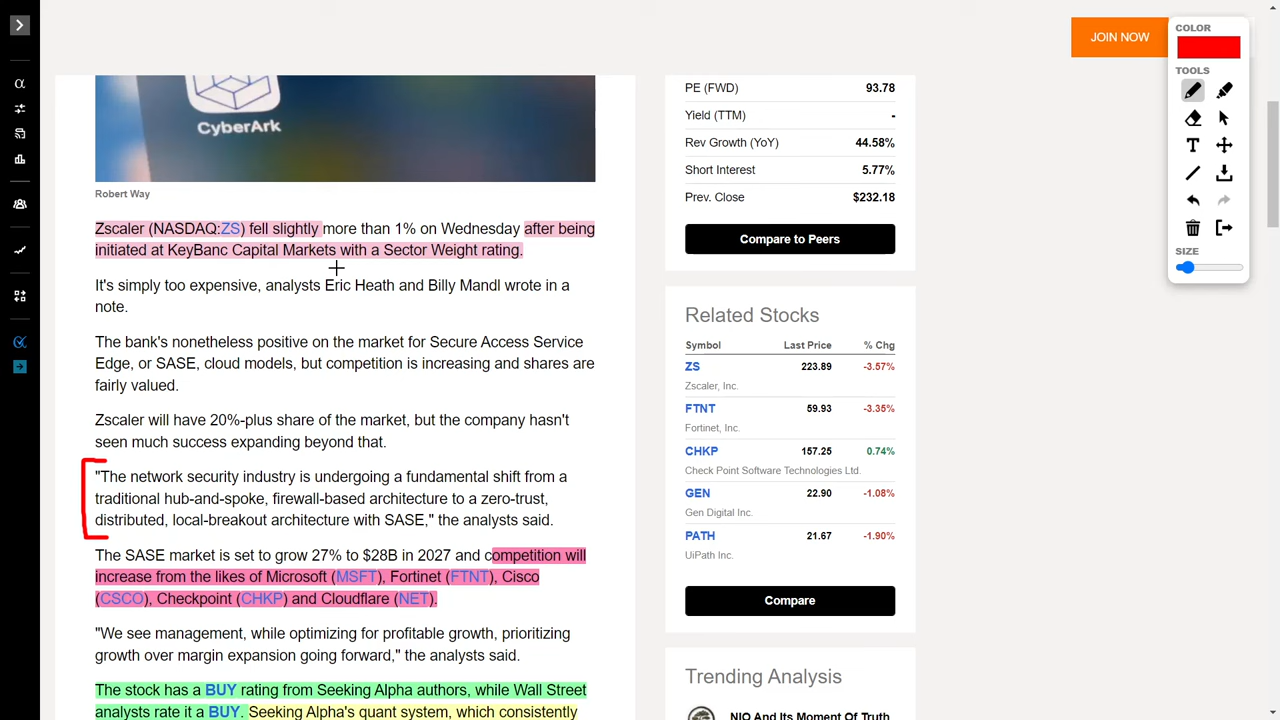 JOIN NOW
COLOR
TOOLS
SIZE
CyberArk
Robert Way
Zscaler (NASDAQ:ZS) fell slightly more than 1% on Wednesday after being
initiated at KeyBanc Capital Markets with a Sector Weight rating.
It's simply too expensive, analysts Eric Heath and Billy Mandl wrote in a
note.
The bank's nonetheless positive on the market for Secure Access Service
Edge, or SASE, cloud models, but competition is increasing and shares are
fairly valued.
Zscaler will have 20%-plus share of the market, but the company hasn't
seen much success expanding beyond that.
"The network security industry is undergoing a fundamental shift from a
traditional hub-and-spoke, firewall-based architecture to a zero-trust,
distributed, local-breakout architecture with SASE," the analysts said.
The SASE market is set to grow 27% to $28B in 2027 and competition will
increase from the likes of Microsoft (MSFT), Fortinet (FTNT), Cisco
(CSCO), Checkpoint (CHKP) and Cloudflare (NET).
"We see management, while optimizing for profitable growth, prioritizing
growth over margin expansion going forward," the analysts said.
The stock has a BUY rating from Seeking Alpha authors, while Wall Street
analysts rate it a BUY. Seeking Alpha's quant system, which consistently
PE (FWD) 93.78
Yield (TTM) -
Rev Growth (YoY) 44.58%
Short Interest 5.77%
Prev. Close $232.18
Compare to Peers
Related Stocks
Symbol Last Price % Chg
ZS 223.89 -3.57%
Zscaler, Inc.
FTNT 59.93 -3.35%
Fortinet, Inc.
CHKP 157.25 0.74%
Check Point Software Technologies Ltd.
GEN 22.90 -1.08%
Gen Digital Inc.
PATH 21.67 -1.90%
UiPath Inc.
Compare
Trending Analysis
NIO And Its Moment Of Truth